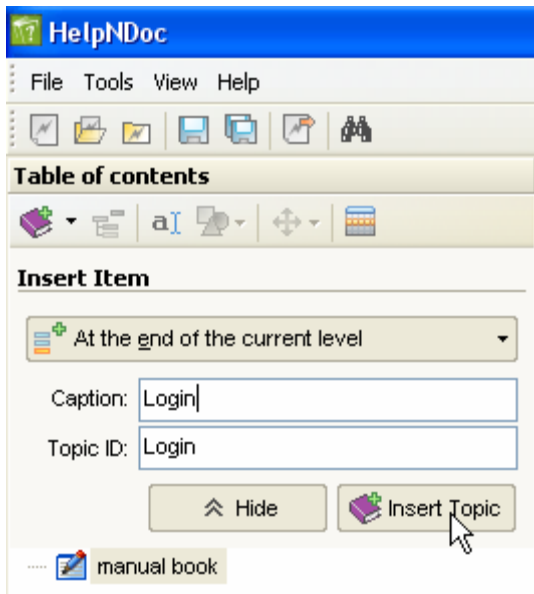 HelpNDoc
File Tools View Help
Table of contents
aI
Insert Item
At the end of the current level
Caption: Login
Topic ID: Login
Hide
Insert Topic
manual book